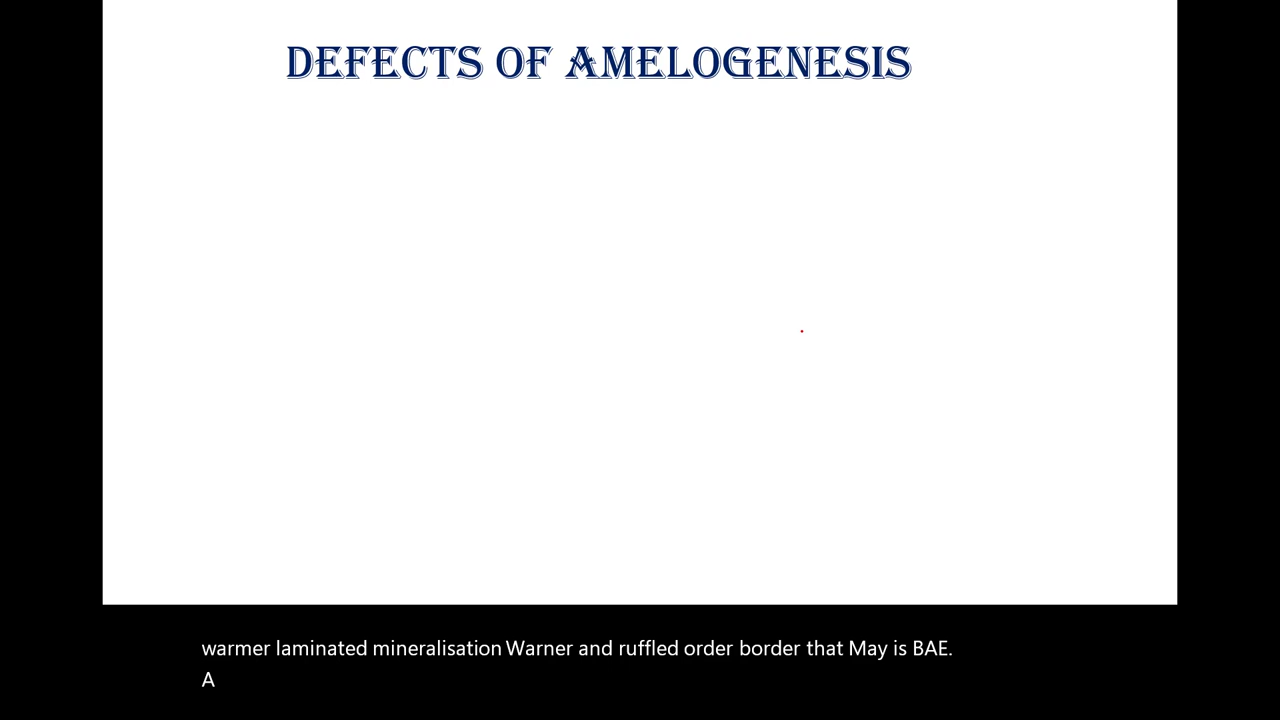 DEFECTS OF AMELOGENESIS
warmer laminated mineralisation Warner and ruffled order border that May is BAE.
A